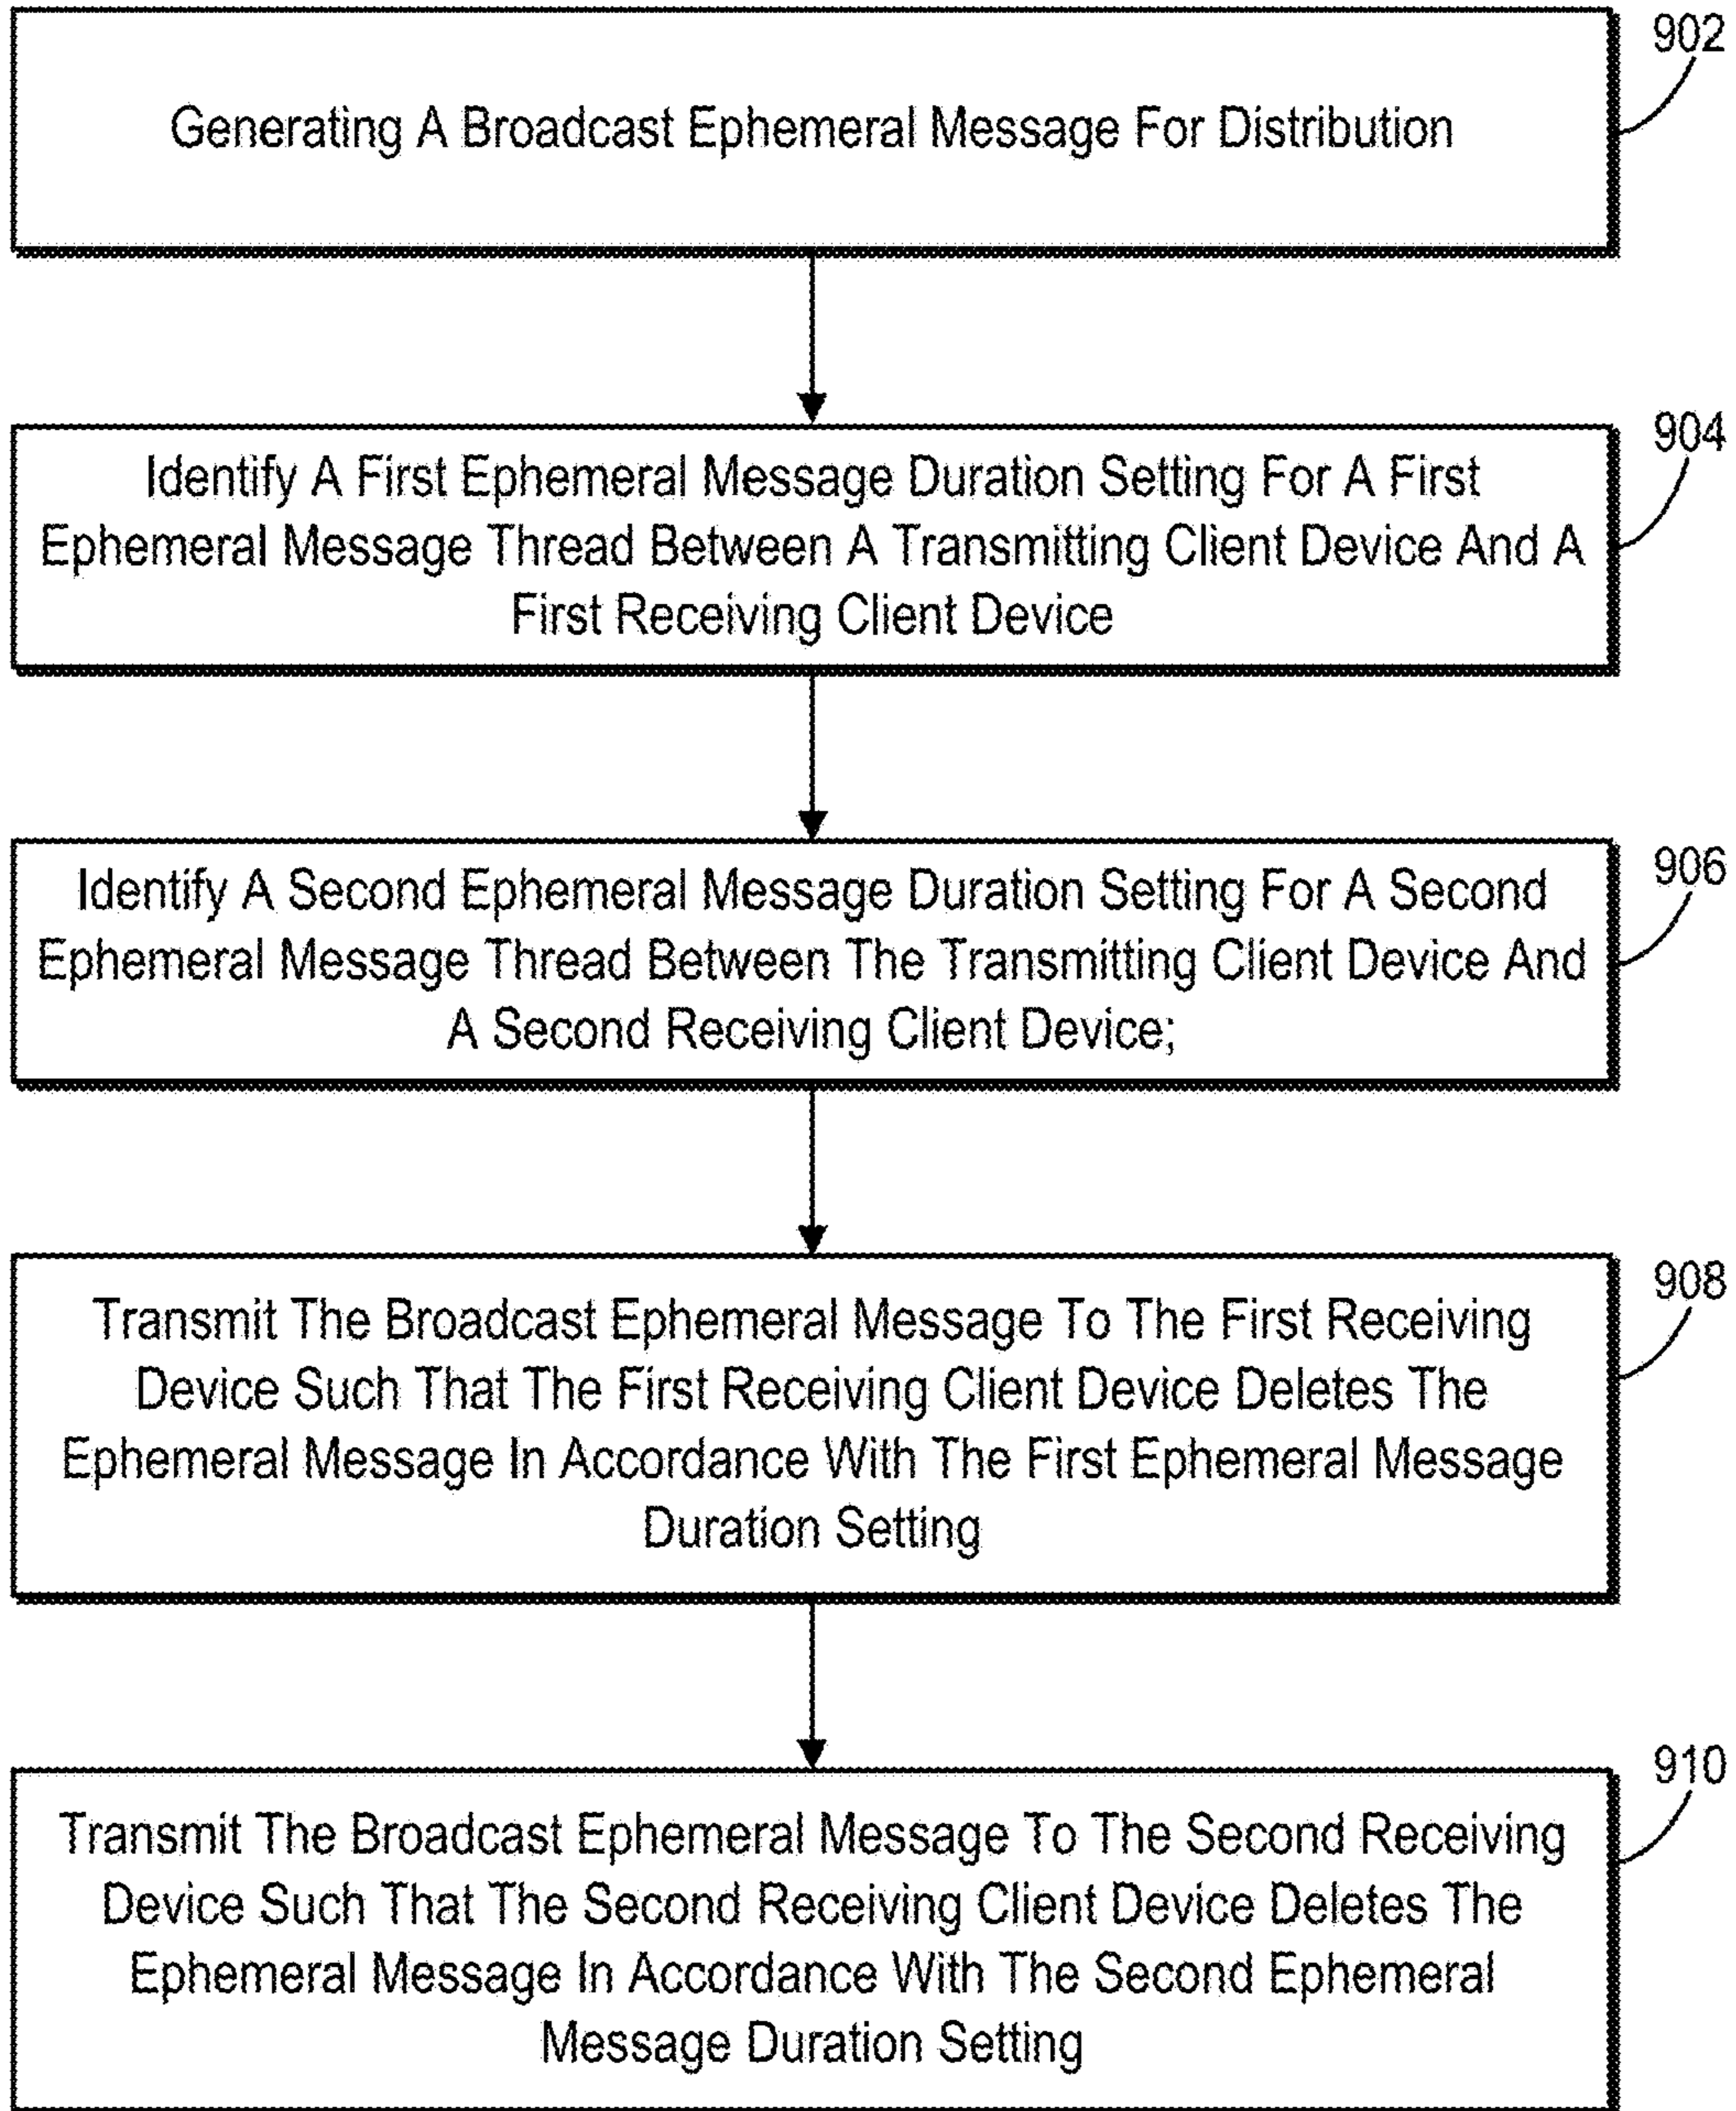 902
Generating A Broadcast Ephemeral Message For Distribution
904
Identify A First Ephemeral Message Duration Setting For A First
Ephemeral Message Thread Between A Transmitting Client Device And A
First Receiving Client Device
906
Identify A Second Ephemeral Message Duration Setting For A Second
Ephemeral Message Thread Between The Transmitting Client Device And
A Second Receiving Client Device;
908
Transmit The Broadcast Ephemeral Message To The First Receiving
Device Such That The First Receiving Client Device Deletes The
Ephemeral Message In Accordance With The First Ephemeral Message
Duration Setting
910
Transmit The Broadcast Ephemeral Message To The Second Receiving
Device Such That The Second Receiving Client Device Deletes The
Ephemeral Message In Accordance With The Second Ephemeral
Message Duration Setting